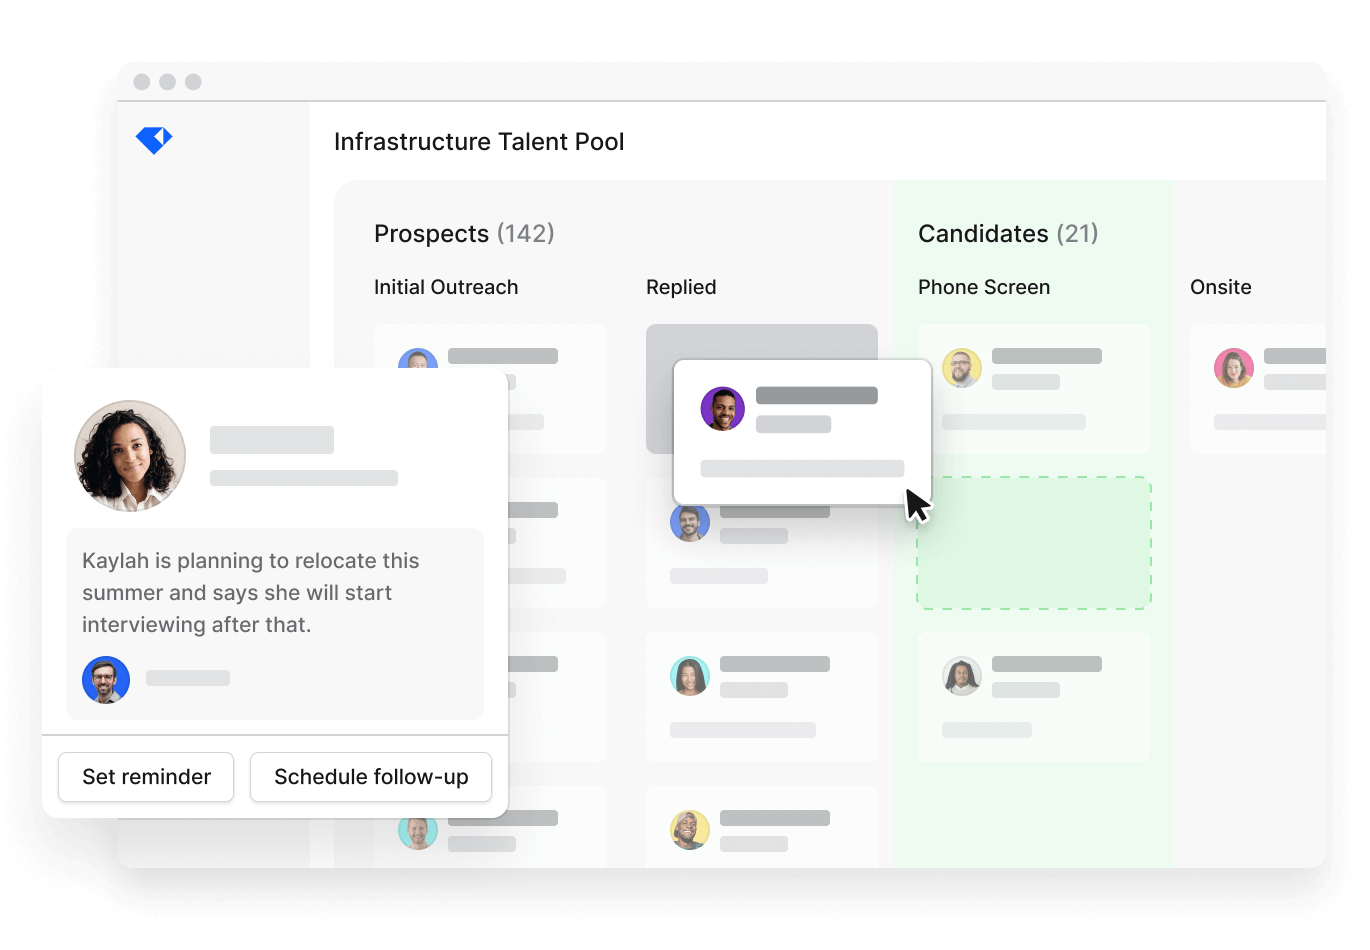 Infrastructure Talent Pool
Prospects (142)
Candidates (21)
Initial Outreach
Replied
Phone Screen
Onsite
Kaylah is planning to relocate this
summer and says she will start
interviewing after that.
Set reminder
Schedule follow-up